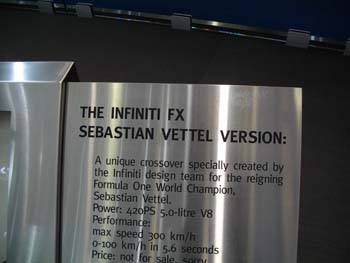 THE INFINITI FX
SEBASTIAN VETTEL VERSION:
A unique crossover specially created by
the Infiniti design team for the reigning
Formula One World Champion,
Sebastian Vettel.
Power: 420PS 5.0-litre V8
Performance:
max speed 300 km/h
0-100 km/h in 5.6 seconds
Price: not for sale, sorry